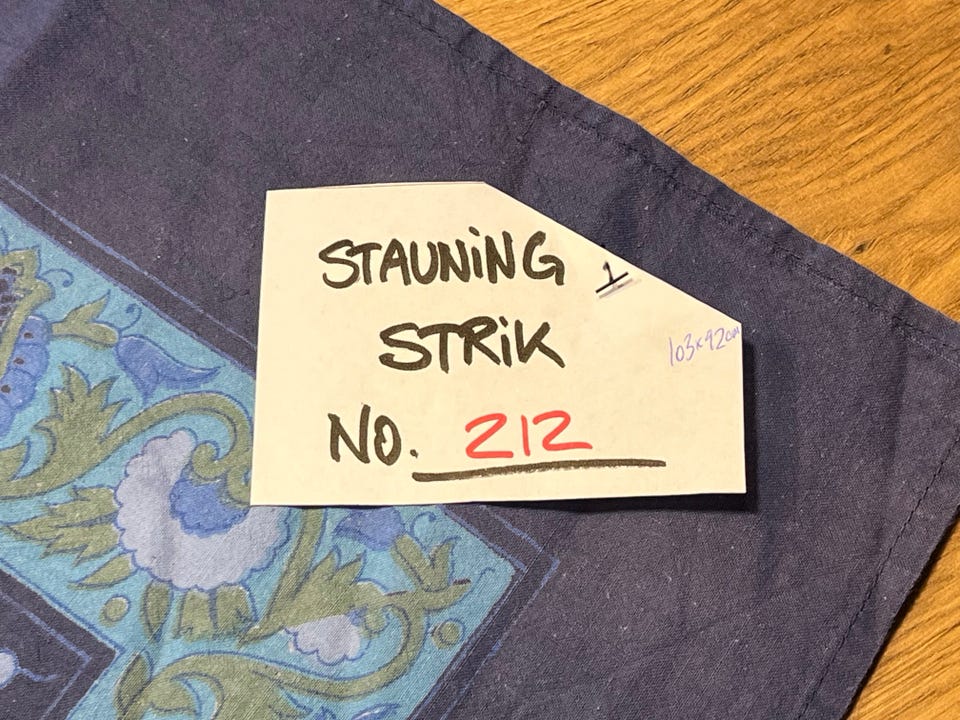 STAUNiNG 1
STRiK
103x92cm
NO. 212